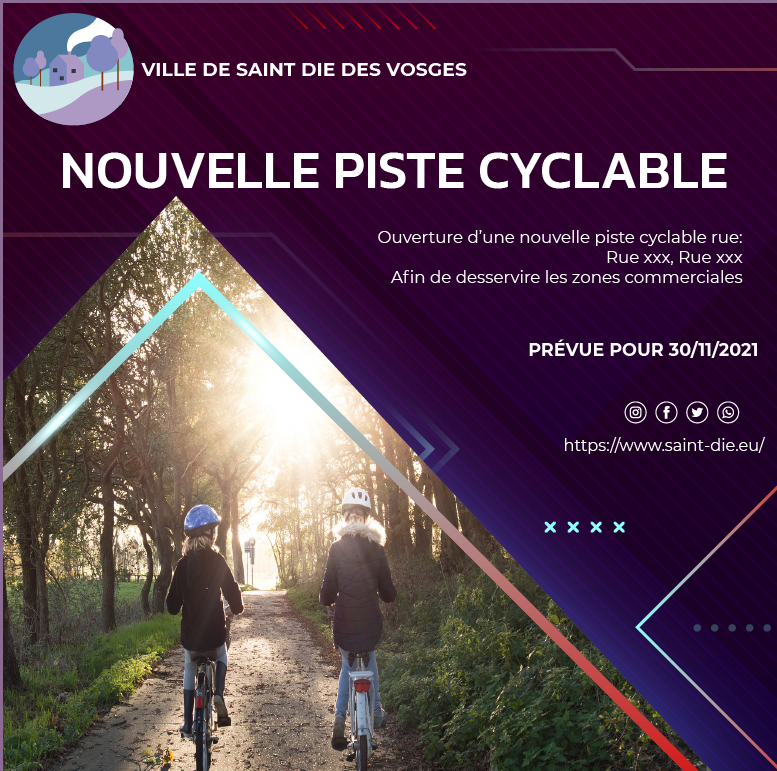 VILLE DE SAINT DIE DES VOSGES
NOUVELLE PISTE CYCLABLE
Ouverture d'une nouvelle piste cyclable rue:
Rue xxx, Rue xxx
Afin de desservire les zones commerciales
PRÉVUE POUR 30/11/2021
https://www.saint-die.eu/